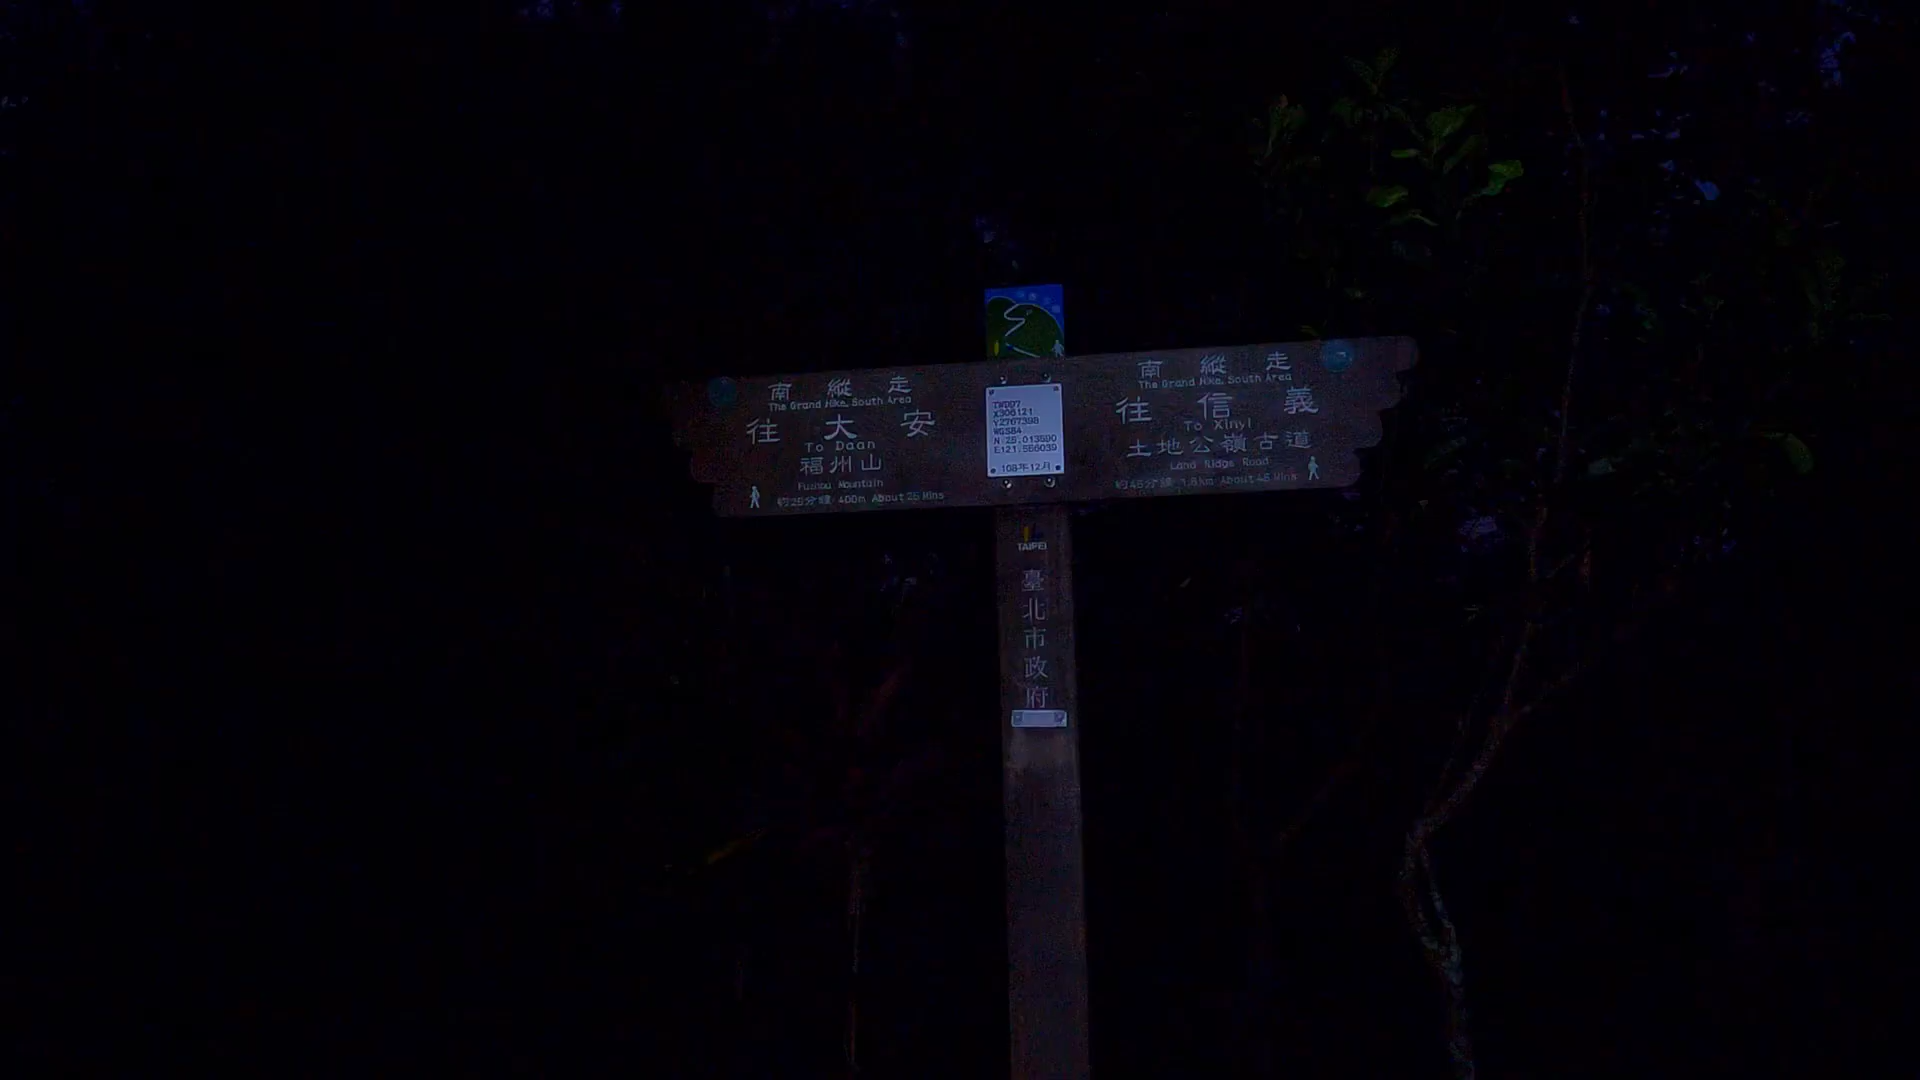 南縱走
The Grand Hike, South Area
往大安
To Daan
福州山
Fuzhou Mountain
約25分鐘 400m About 25 Mins
TWD97
X306121
Y2767398
WGS84
N 25.013590
E121.556039
108年12月
南縱走
The Grand Hike, South Area
往信義
To Xinyi
土地公嶺古道
Land Ridge Road
約45分鐘 1.8km About 45 Mins
TAIPEI
臺北市政府